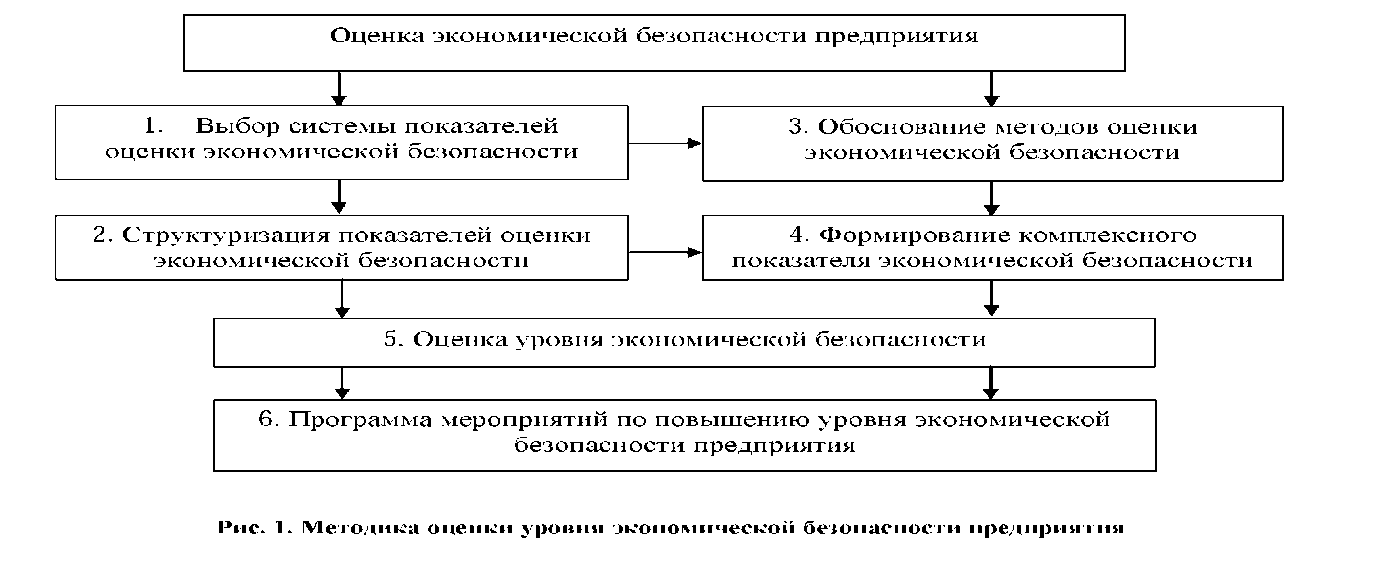 Оценка экономической безопасности предприятия
1. Выбор системы показателей
оценки экономической безопасности
3. Обоснование методов оценки
экономической безопасности
2. Структуризация показателей оценки
экономической безопасности
4. Формирование комплексного
показателя экономической безопасности
5. Оценка уровня экономической безопасности
6. Программа мероприятий по повышению уровня экономической
безопасности предприятия
Рис. 1. Методика оценки уровня экономической безопасности предприятия